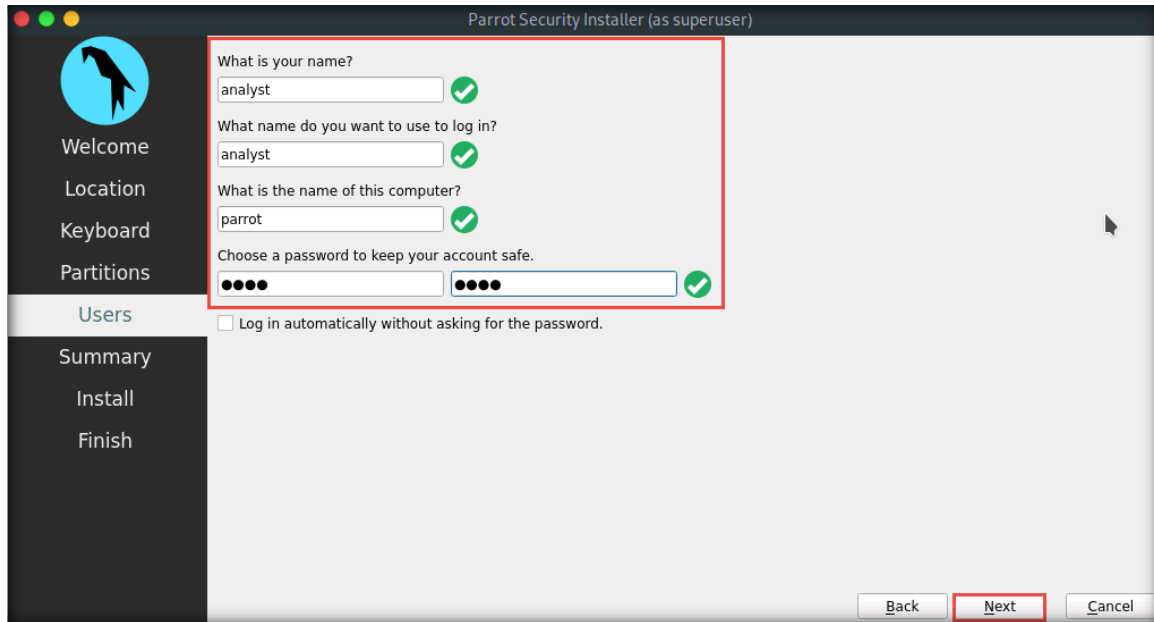 Parrot Security Installer (as superuser)
Welcome
Location
Keyboard
Partitions
Users
Summary
Install
Finish
What is your name?
analyst
What name do you want to use to log in?
analyst
What is the name of this computer?
parrot
Choose a password to keep your account safe.
●●●● ●●●●
Log in automatically without asking for the password.
Back Next Cancel